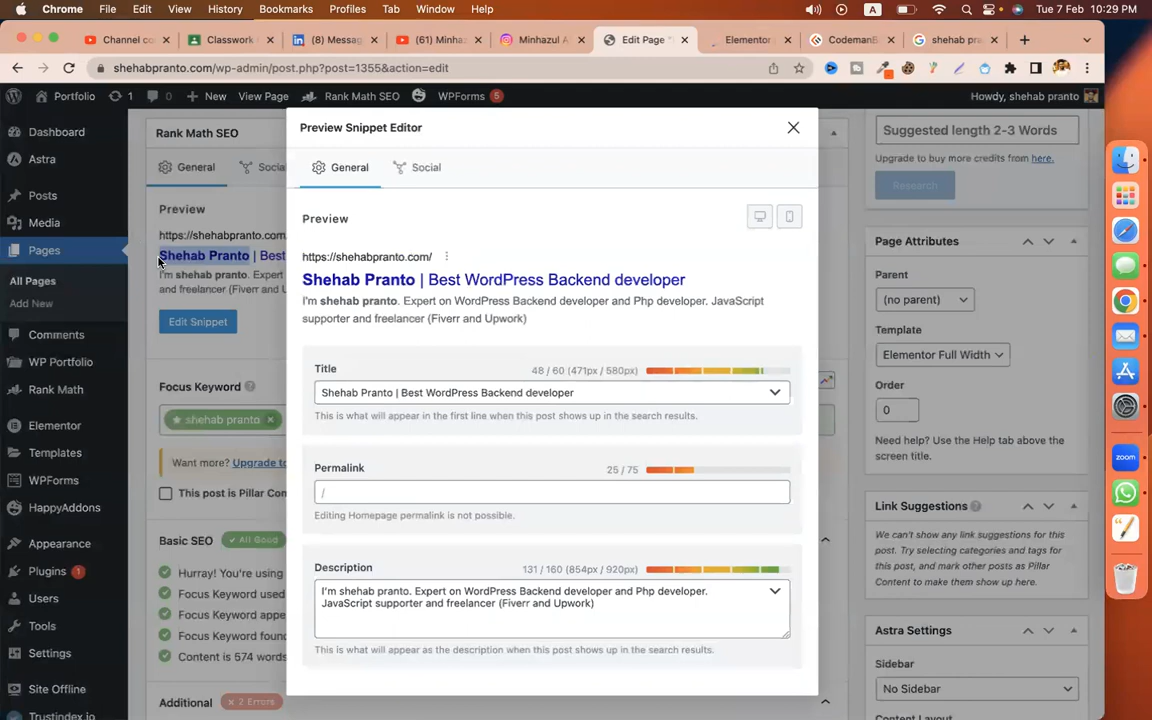 Chrome File Edit View History Bookmarks Profiles Tab Window Help
A
Tue 7 Feb 10:29 PM
Channel co
Classwork
(8) Messag
(61) Minha
Minhazul A
Edit Page
Elementor
CodemanB
shehab pra
shehabpranto.com/wp-admin/post.php?post=1355&action=edit
Portfolio 1 0 + New View Page Rank Math SEO WPForms 5
Howdy, shehab pranto
Dashboard
Astra
Posts
Media
Pages
All Pages
Add New
Comments
WP Portfolio
Rank Math
Elementor
Templates
WPForms
HappyAddons
Appearance
Plugins 1
Users
Tools
Settings
Site Offline
Trustindex.io
Rank Math SEO
General
Social
Preview
https://shehabpranto.com
Shehab Pranto | Best
I'm shehab pranto. Expert
and freelancer (Fiverr and U
Edit Snippet
Focus Keyword
shehab pranto
Want more? Upgrade to
This post is Pillar Con
Basic SEO All Good
Hurray! You're using
Focus Keyword used
Focus Keyword appe
Focus Keyword found
Content is 574 words
Additional × 2 Errors
Preview Snippet Editor
General
Social
Preview
https://shehabpranto.com/
Shehab Pranto | Best WordPress Backend developer
I'm shehab pranto. Expert on WordPress Backend developer and Php developer. JavaScript
supporter and freelancer (Fiverr and Upwork)
Title
48 / 60 (471px / 580px)
Shehab Pranto | Best WordPress Backend developer
This is what will appear in the first line when this post shows up in the search results.
Permalink
25 / 75
/
Editing Homepage permalink is not possible.
Description
131 / 160 (854px / 920px)
I'm shehab pranto. Expert on WordPress Backend developer and Php developer.
JavaScript supporter and freelancer (Fiverr and Upwork)
This is what will appear as the description when this post shows up in the search results.
Suggested length 2-3 Words
Upgrade to buy more credits from here.
Research
Page Attributes
Parent
(no parent)
Template
Elementor Full Width
Order
0
Need help? Use the Help tab above the
screen title.
Link Suggestions
We can't show any link suggestions for this
post. Try selecting categories and tags for
this post, and mark other posts as Pillar
Content to make them show up here.
Astra Settings
Sidebar
No Sidebar
Content Layout
zoom